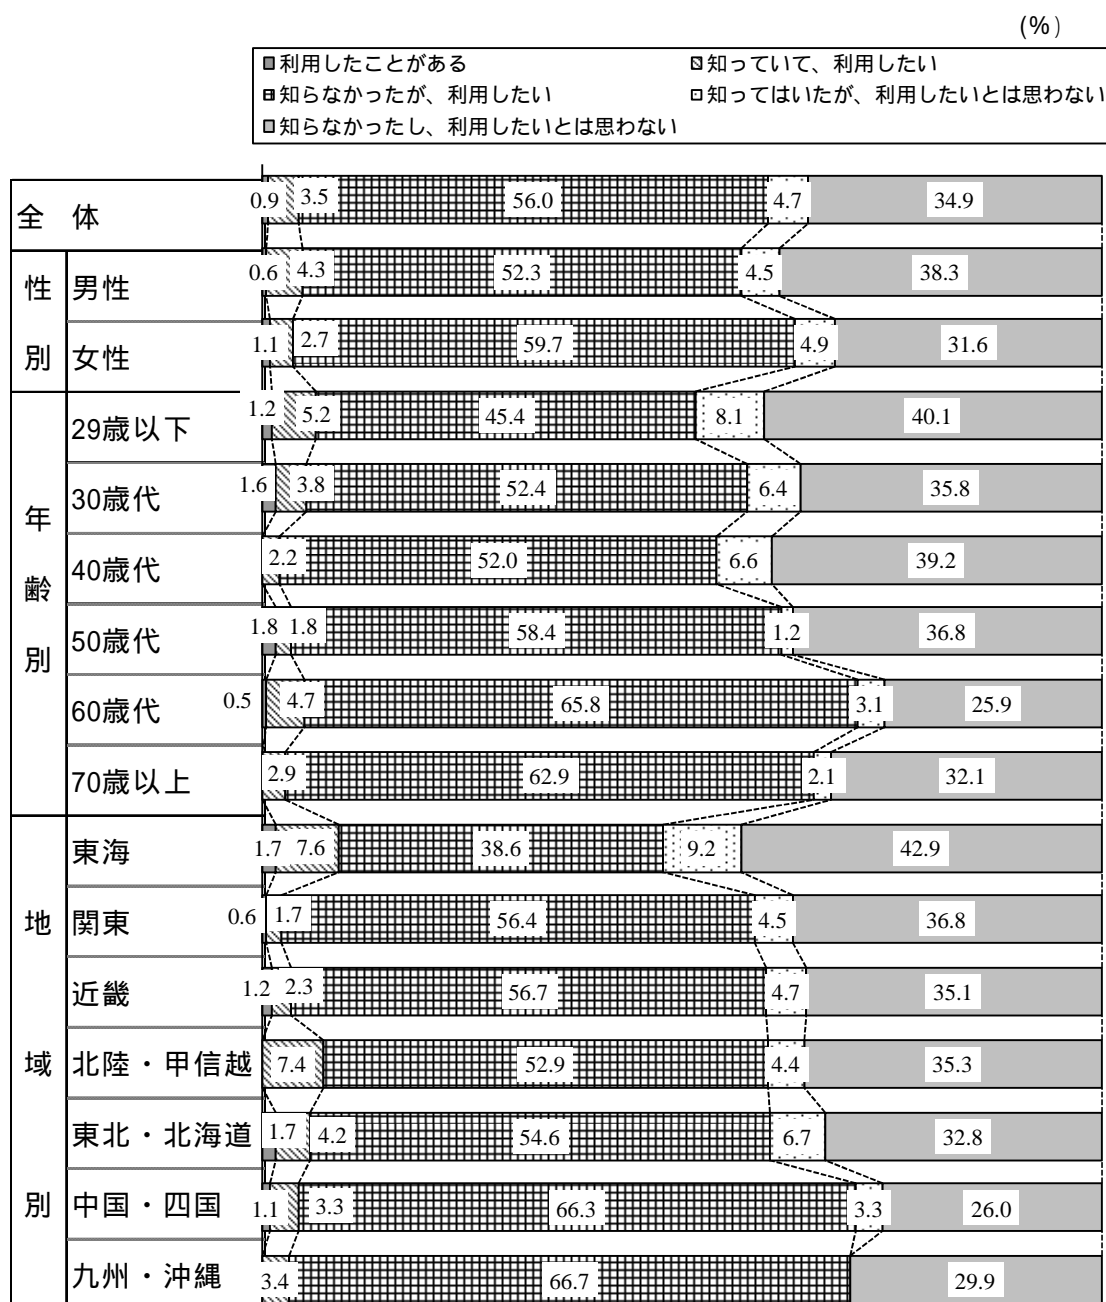 (%)
利用したことがある 知っていて、利用したい
知らなかったが、利用したい 知ってはいたが、利用したいとは思わない
知らなかったし、利用したいとは思わない
全 体 0.9 3.5 56.0 4.7 34.9
性別
男性 0.6 4.3 52.3 4.5 38.3
女性 1.1 2.7 59.7 4.9 31.6
年齢別
29歳以下 1.2 5.2 45.4 8.1 40.1
30歳代 1.6 3.8 52.4 6.4 35.8
40歳代 2.2 52.0 6.6 39.2
50歳代 1.8 1.8 58.4 1.2 36.8
60歳代 0.5 4.7 65.8 3.1 25.9
70歳以上 2.9 62.9 2.1 32.1
地域別
東海 1.7 7.6 38.6 9.2 42.9
関東 0.6 1.7 56.4 4.5 36.8
近畿 1.2 2.3 56.7 4.7 35.1
北陸・甲信越 7.4 52.9 4.4 35.3
東北・北海道 1.7 4.2 54.6 6.7 32.8
中国・四国 1.1 3.3 66.3 3.3 26.0
九州・沖縄 3.4 66.7 29.9